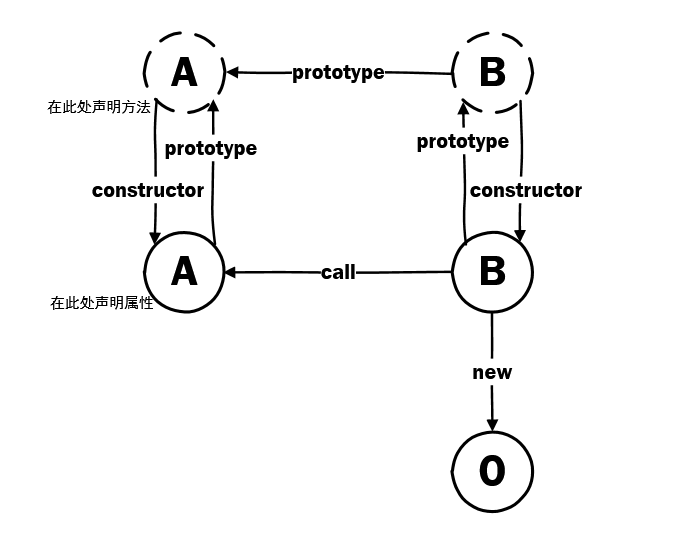 A
prototype
B
在此处声明方法
prototype
prototype
constructor
constructor
A
call
B
在此处声明属性
new
O